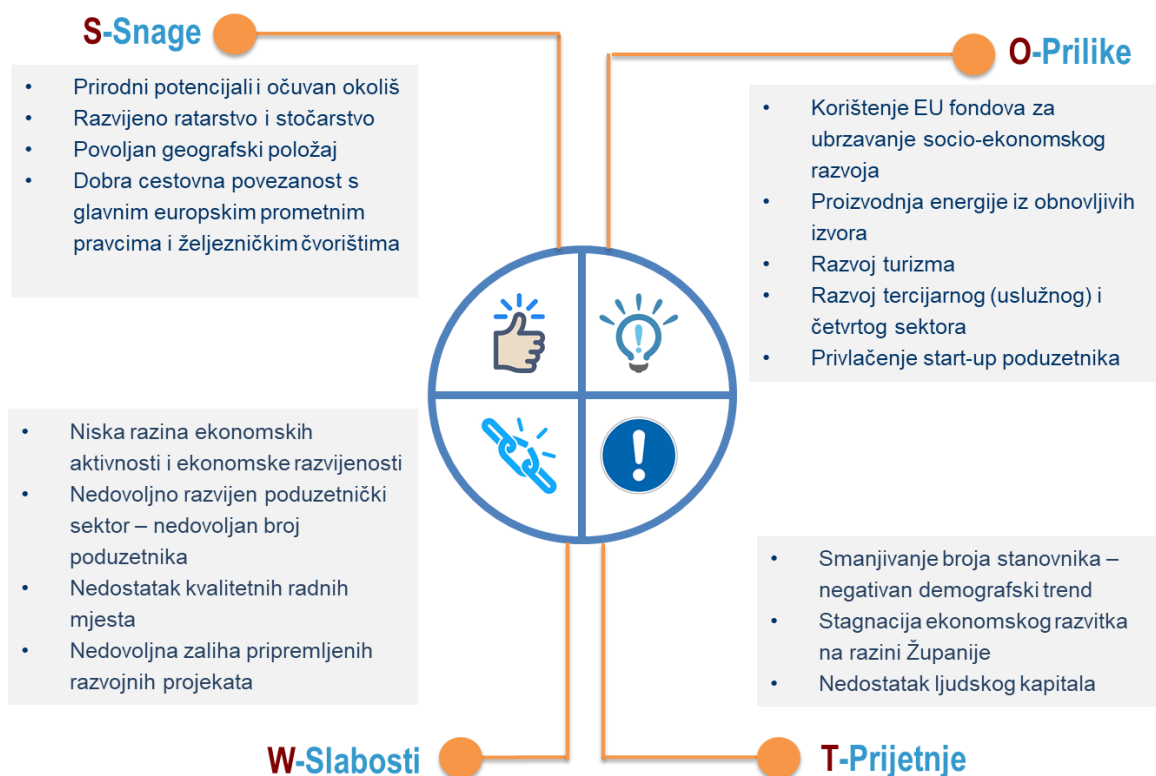 S-Snage
• Prirodni potencijali i očuvan okoliš
• Razvijeno ratarstvo i stočarstvo
• Povoljan geografski položaj
• Dobra cestovna povezanost s
glavnim europskim prometnim
pravcima i željezničkim čvorištima
O-Prilike
• Korištenje EU fondova za
ubrzavanje socio-ekonomskog
razvoja
• Proizvodnja energije iz obnovljivih
izvora
• Razvoj turizma
• Razvoj tercijarnog (uslužnog) i
četvrtog sektora
• Privlačenje start-up poduzetnika
• Niska razina ekonomskih
aktivnosti i ekonomske razvijenosti
• Nedovoljno razvijen poduzetnički
sektor – nedovoljan broj
poduzetnika
• Nedostatak kvalitetnih radnih
mjesta
• Nedovoljna zaliha pripremljenih
razvojnih projekata
W-Slabosti
• Smanjivanje broja stanovnika –
negativan demografski trend
• Stagnacija ekonomskog razvitka
na razini Županije
• Nedostatak ljudskog kapitala
T-Prijetnje